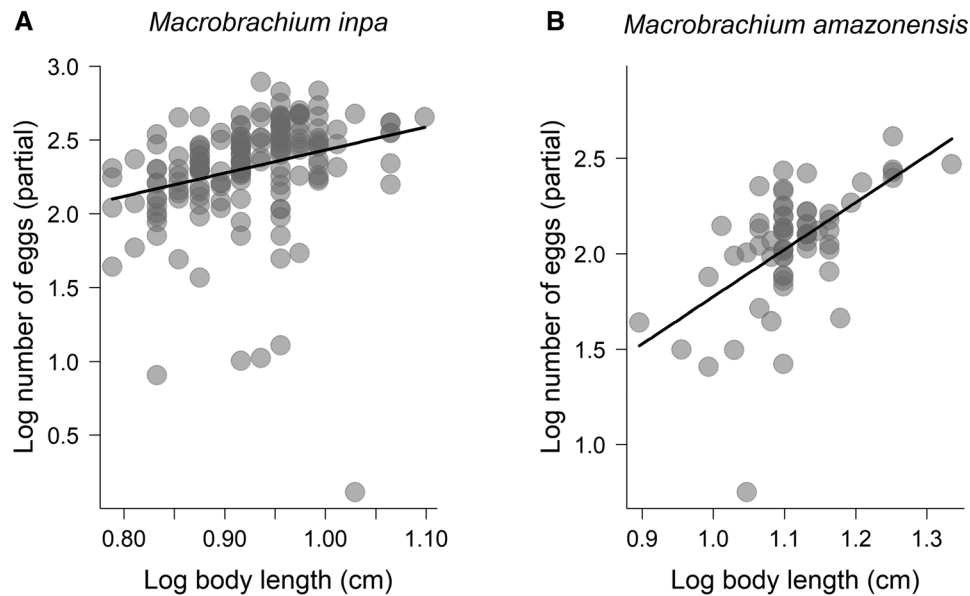 A
Macrobrachium inpa
3.0
2.5
2.0
1.5
1.0
0.5
Log number of eggs (partial)
0.80 0.90 1.00 1.10
Log body length (cm)
B
Macrobrachium amazonensis
2.5
2.0
1.5
1.0
Log number of eggs (partial)
0.9 1.0 1.1 1.2 1.3
Log body length (cm)